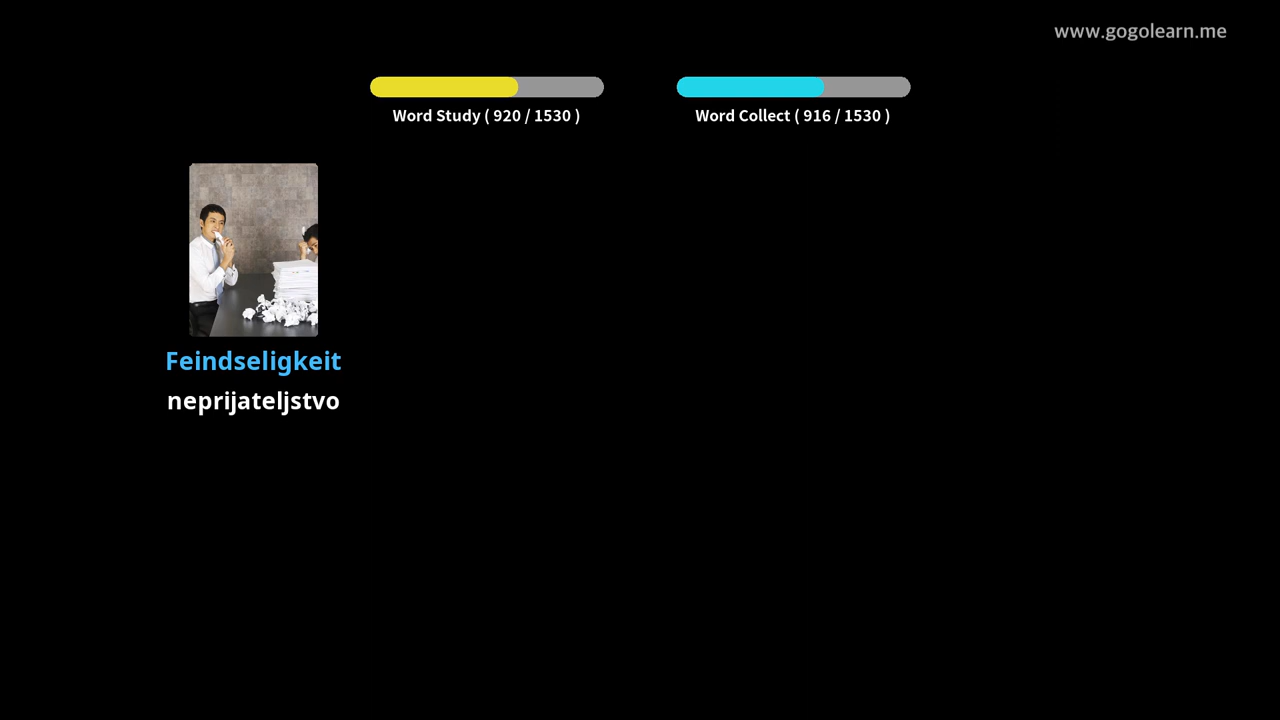 www.gogolearn.me
Word Study ( 920 / 1530 )
Word Collect ( 916 / 1530 )
Feindseligkeit
neprijateljstvo